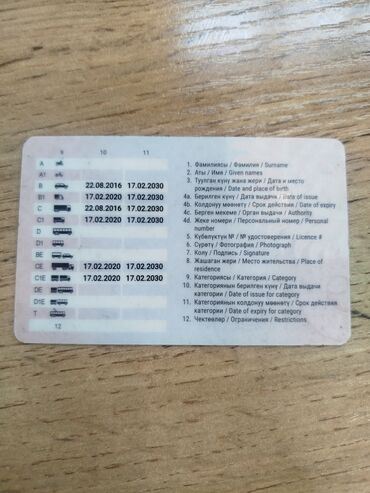 9 10 11
A
A1
B 22.08.2016 17.02.2030
B1 17.02.2020 17.02.2030
C 22.08.2016 17.02.2030
C1 17.02.2020 17.02.2030
D
D1
BE
CE 17.02.2020 17.02.2030
C1E 17.02.2020 17.02.2030
DE
D1E
T
12
1. Фамилиясы / Фамилия / Surname
2. Аты / Имя / Given names
3. Туулган күнү жана жери / Дата и место
рождения / Date and place of birth
4a. Берилген күнү / Дата выдачи / Date of issue
4b. Колдонуу мөөнөтү / Срок действия / Date of expiry
4c. Берген мекеме / Орган выдачи / Authority
4d. Жеке номери / Персональный номер / Personal
number
5. Күбөлүктүн № / № удостоверения / Licence #
6. Сүрөтү / Фотография / Photograph
7. Колу / Подпись / Signature
8. Жашаган жери / Место жительства / Place of
residence
9. Категориясы / Категория / Category
10. Категориянын берилген күнү / Дата выдачи
категории / Date of issue for category
11. Категориянын колдонуу мөөнөтү / Срок действия
категории / Date of expiry for category
12. Чектөөлөр / Ограничения / Restrictions